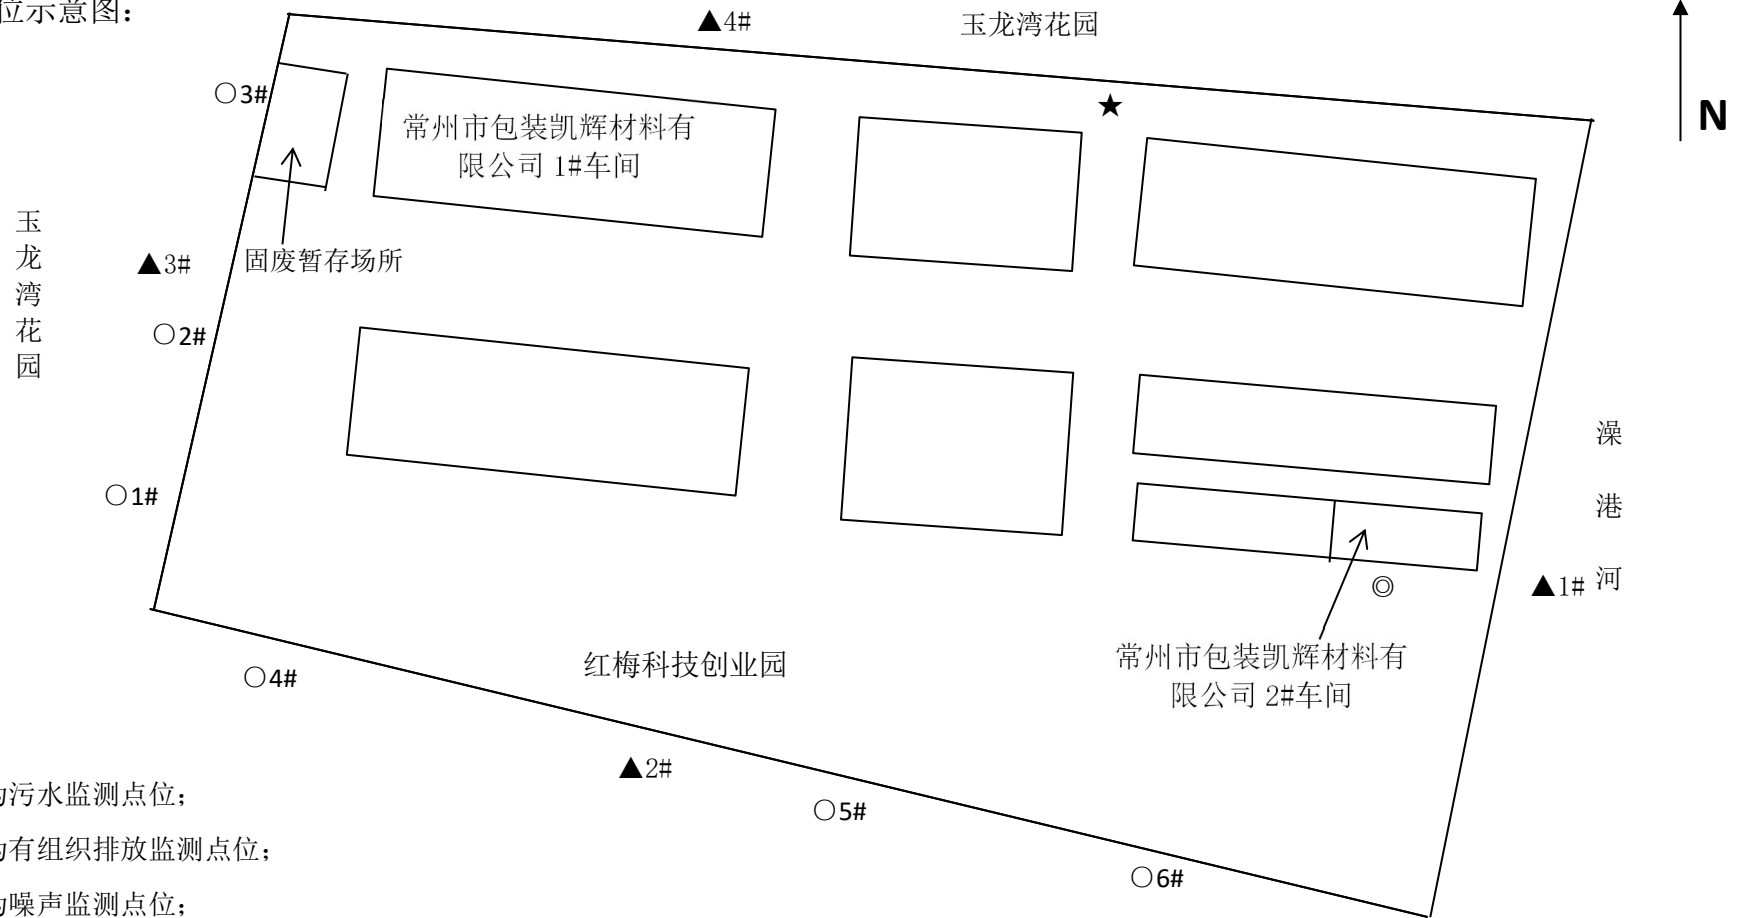 位示意图：
▲4#
玉龙湾花园
N
○3#
★
常州市包装凯辉材料有
限公司 1#车间
玉龙湾花园
▲3#
固废暂存场所
○2#
○1#
澡港河
▲1#
◎
常州市包装凯辉材料有
限公司 2#车间
红梅科技创业园
○4#
▲2#
○5#
○6#
为污水监测点位；
为有组织排放监测点位；
为噪声监测点位；